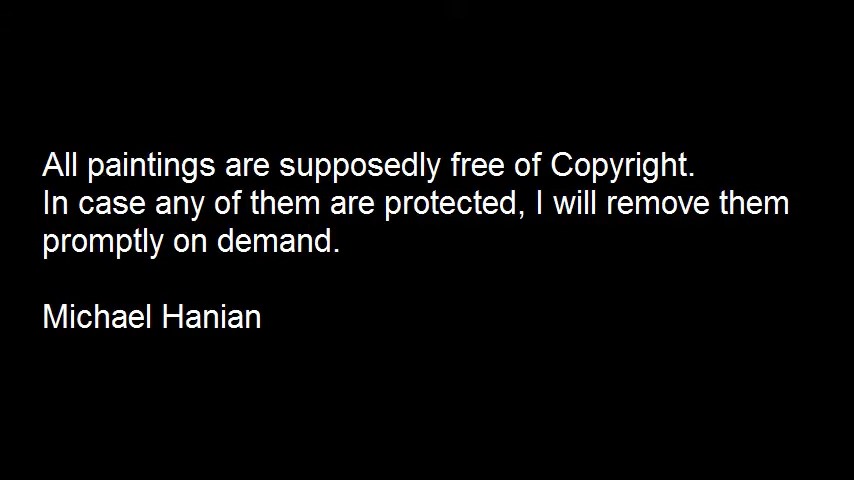 All paintings are supposedly free of Copyright.
In case any of them are protected, I will remove them
promptly on demand.
Michael Hanian